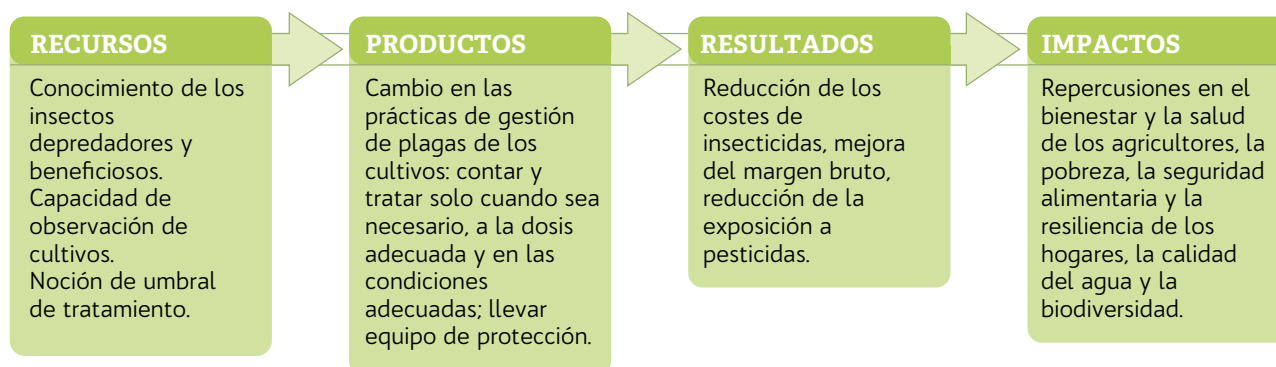 RECURSOS
Conocimiento de los
insectos
depredadores y
beneficiosos.
Capacidad de
observación de
cultivos.
Noción de umbral
de tratamiento.
PRODUCTOS
Cambio en las
prácticas de gestión
de plagas de los
cultivos: contar y
tratar solo cuando sea
necesario, a la dosis
adecuada y en las
condiciones
adecuadas; llevar
equipo de protección.
RESULTADOS
Reducción de los
costes de
insecticidas, mejora
del margen bruto,
reducción de la
exposición a
pesticidas.
IMPACTOS
Repercusiones en el
bienestar y la salud
de los agricultores, la
pobreza, la seguridad
alimentaria y la
resiliencia de los
hogares, la calidad
del agua y la
biodiversidad.